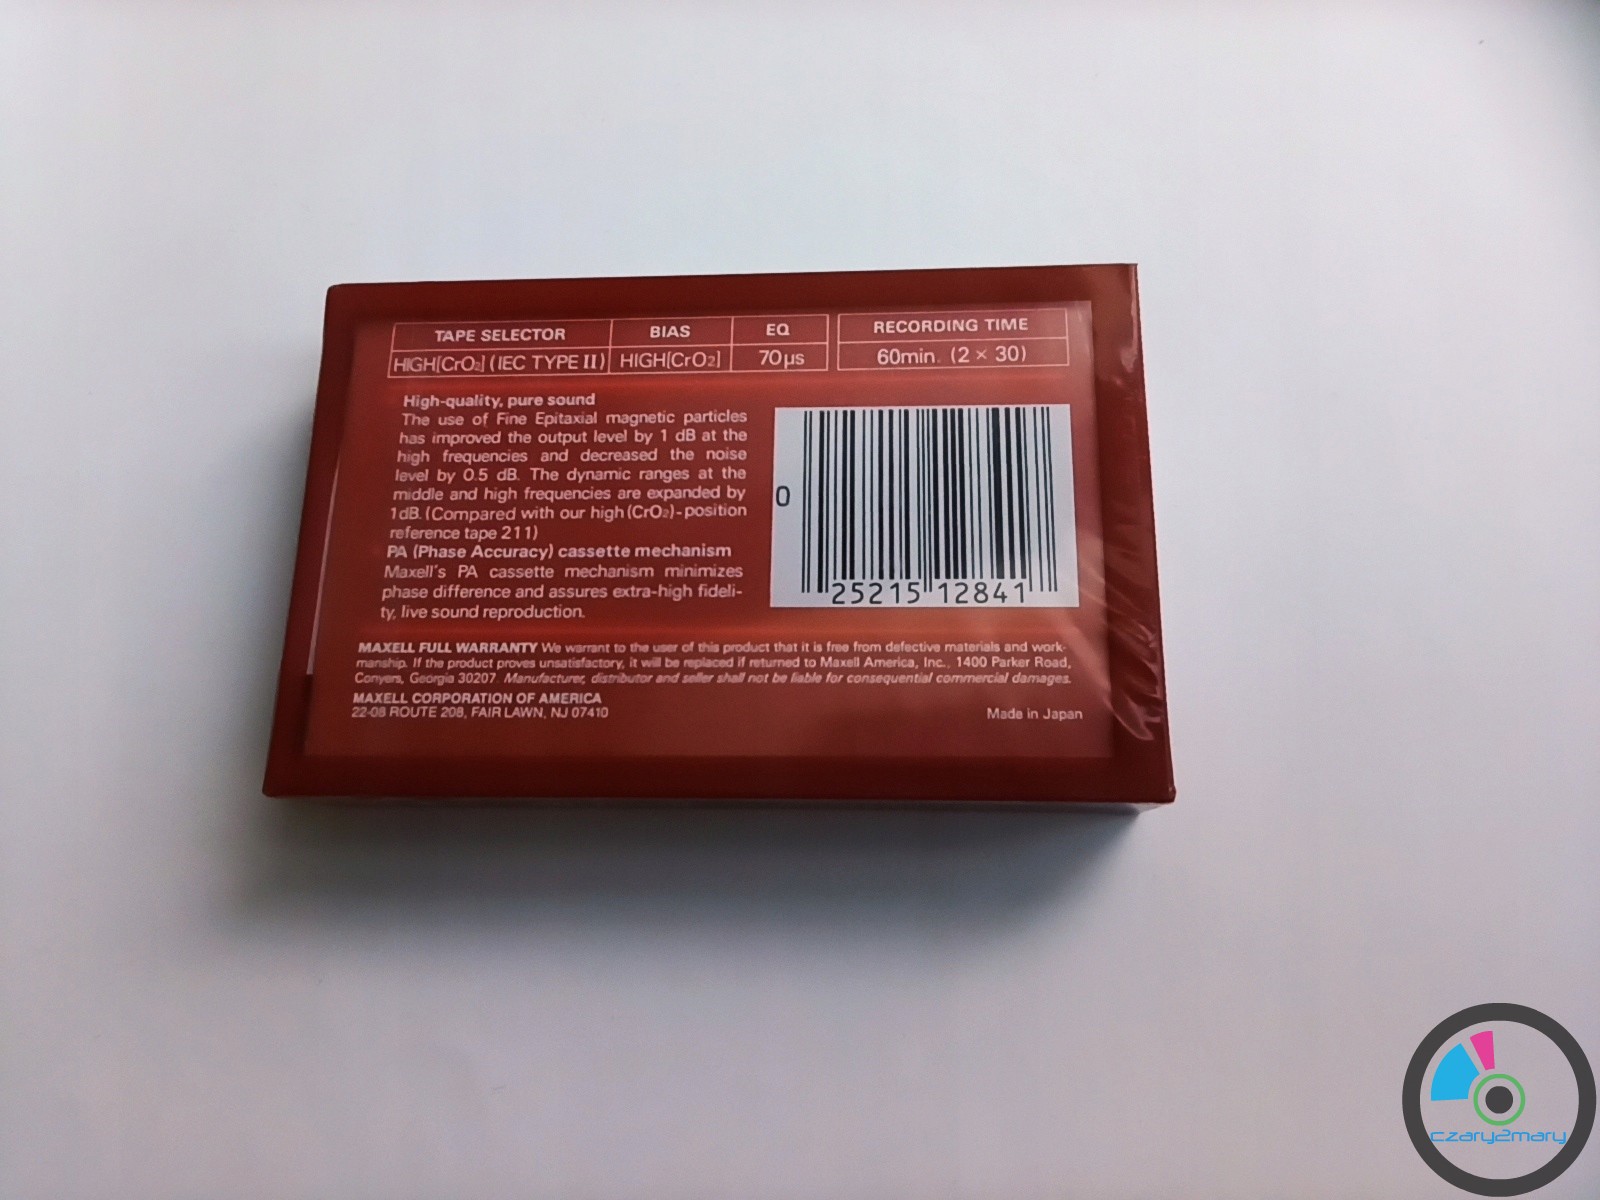 TAPE SELECTOR BIAS EQ RECORDING TIME
HIGH[CrO₂] (IEC TYPE II) HIGH[CrO₂] 70µs 60min. (2 × 30)
High-quality, pure sound
The use of Fine Epitaxial magnetic particles
has improved the output level by 1 dB at the
high frequencies and decreased the noise
level by 0.5 dB. The dynamic ranges at the
middle and high frequencies are expanded by
1dB. (Compared with our high (CrO₂)-position
reference tape 211)
PA (Phase Accuracy) cassette mechanism
Maxell's PA cassette mechanism minimizes
phase difference and assures extra-high fideli-
ty, live sound reproduction.
0 25215 12841
MAXELL FULL WARRANTY We warrant to the user of this product that it is free from defective materials and work-
manship. If the product proves unsatisfactory, it will be replaced if returned to Maxell America, Inc., 1400 Parker Road,
Conyers, Georgia 30207. Manufacturer, distributor and seller shall not be liable for consequential commercial damages.
MAXELL CORPORATION OF AMERICA
22-08 ROUTE 208, FAIR LAWN, NJ 07410 Made in Japan
czary2mary